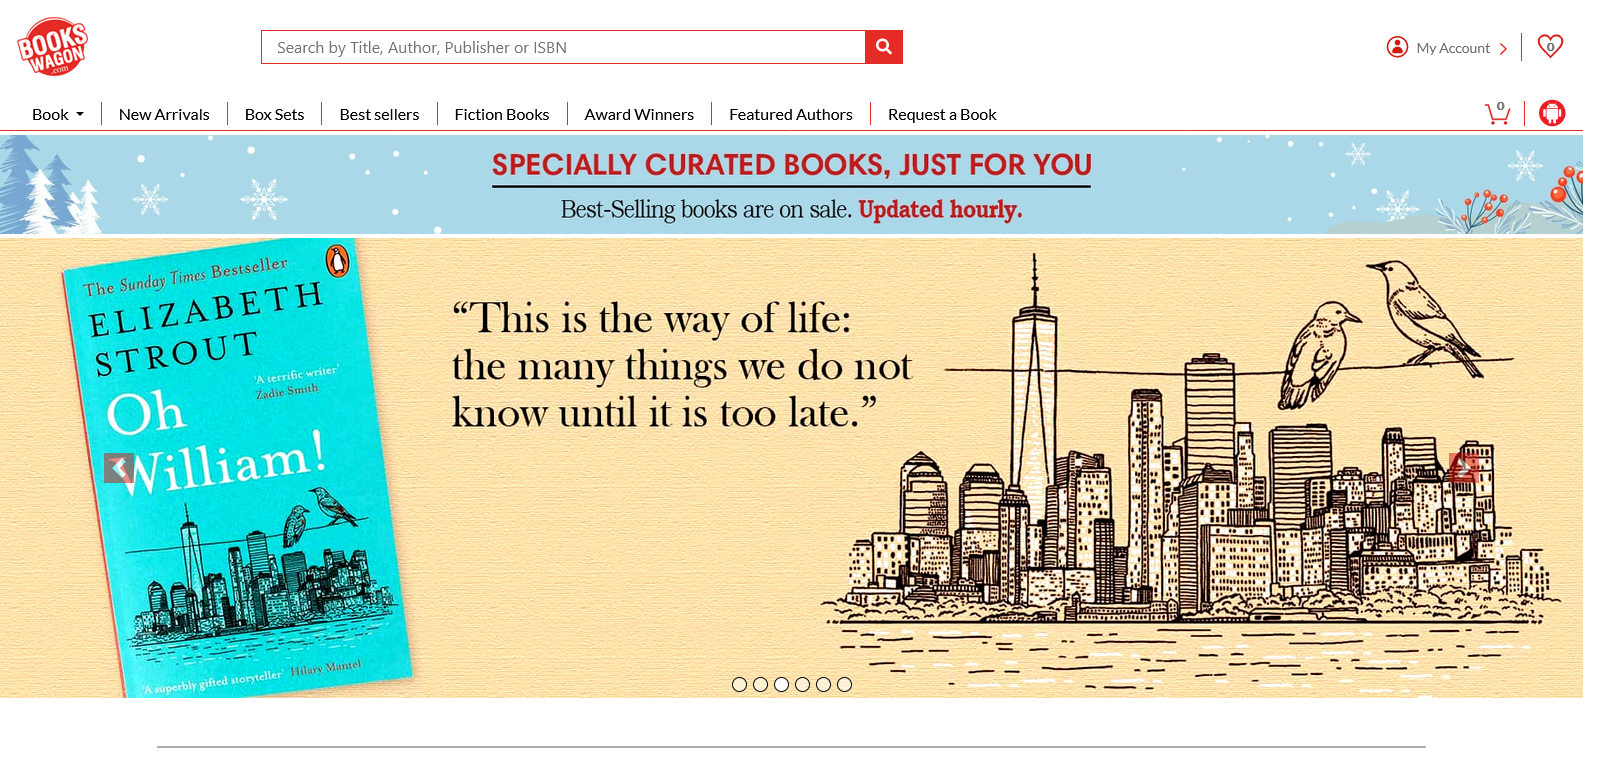 BOOKS
WAGON
.com
Search by Title, Author, Publisher or ISBN
My Account
0
Book
New Arrivals
Box Sets
Best sellers
Fiction Books
Award Winners
Featured Authors
Request a Book
0
SPECIALLY CURATED BOOKS, JUST FOR YOU
Best-Selling books are on sale. Updated hourly.
The Sunday Times Bestseller
ELIZABETH
STROUT
'A terrific writer'
Zadie Smith
Oh
William!
'A superbly gifted storyteller' Hilary Mantel
“This is the way of life:
the many things we do not
know until it is too late.”